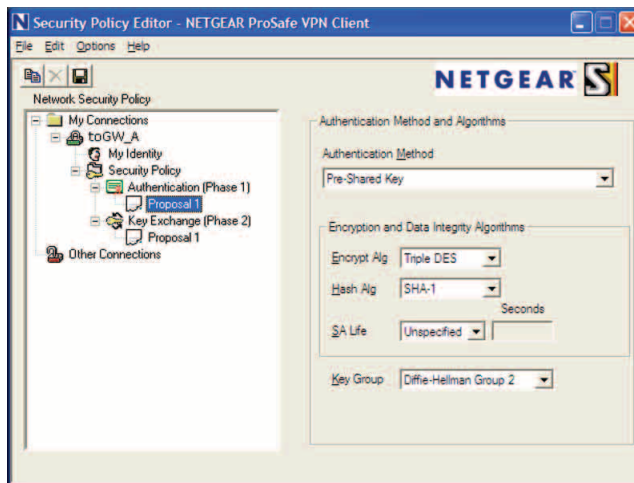 N Security Policy Editor - NETGEAR ProSafe VPN Client
File Edit Options Help
NETGEAR S
Network Security Policy
My Connections
toGW_A
My Identity
Security Policy
Authentication (Phase 1)
Proposal 1
Key Exchange (Phase 2)
Proposal 1
Other Connections
Authentication Method and Algorithms
Authentication Method
Pre-Shared Key
Encryption and Data Integrity Algorithms
Encrypt Alg Triple DES
Hash Alg SHA-1
Seconds
SA Life Unspecified
Key Group Diffie-Hellman Group 2